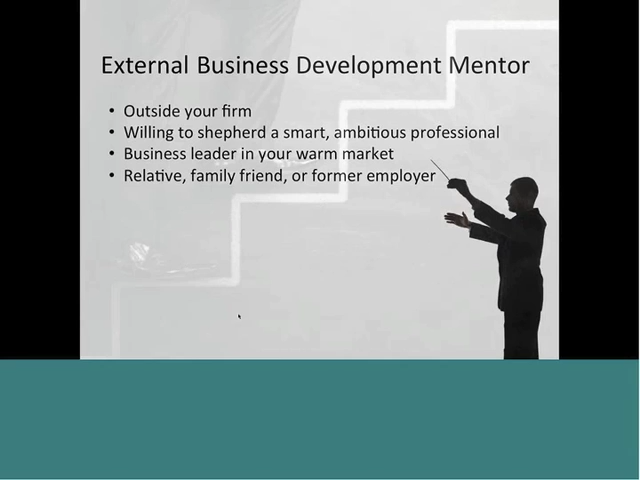 External Business Development Mentor
• Outside your firm
• Willing to shepherd a smart, ambitious professional
• Business leader in your warm market
• Relative, family friend, or former employer